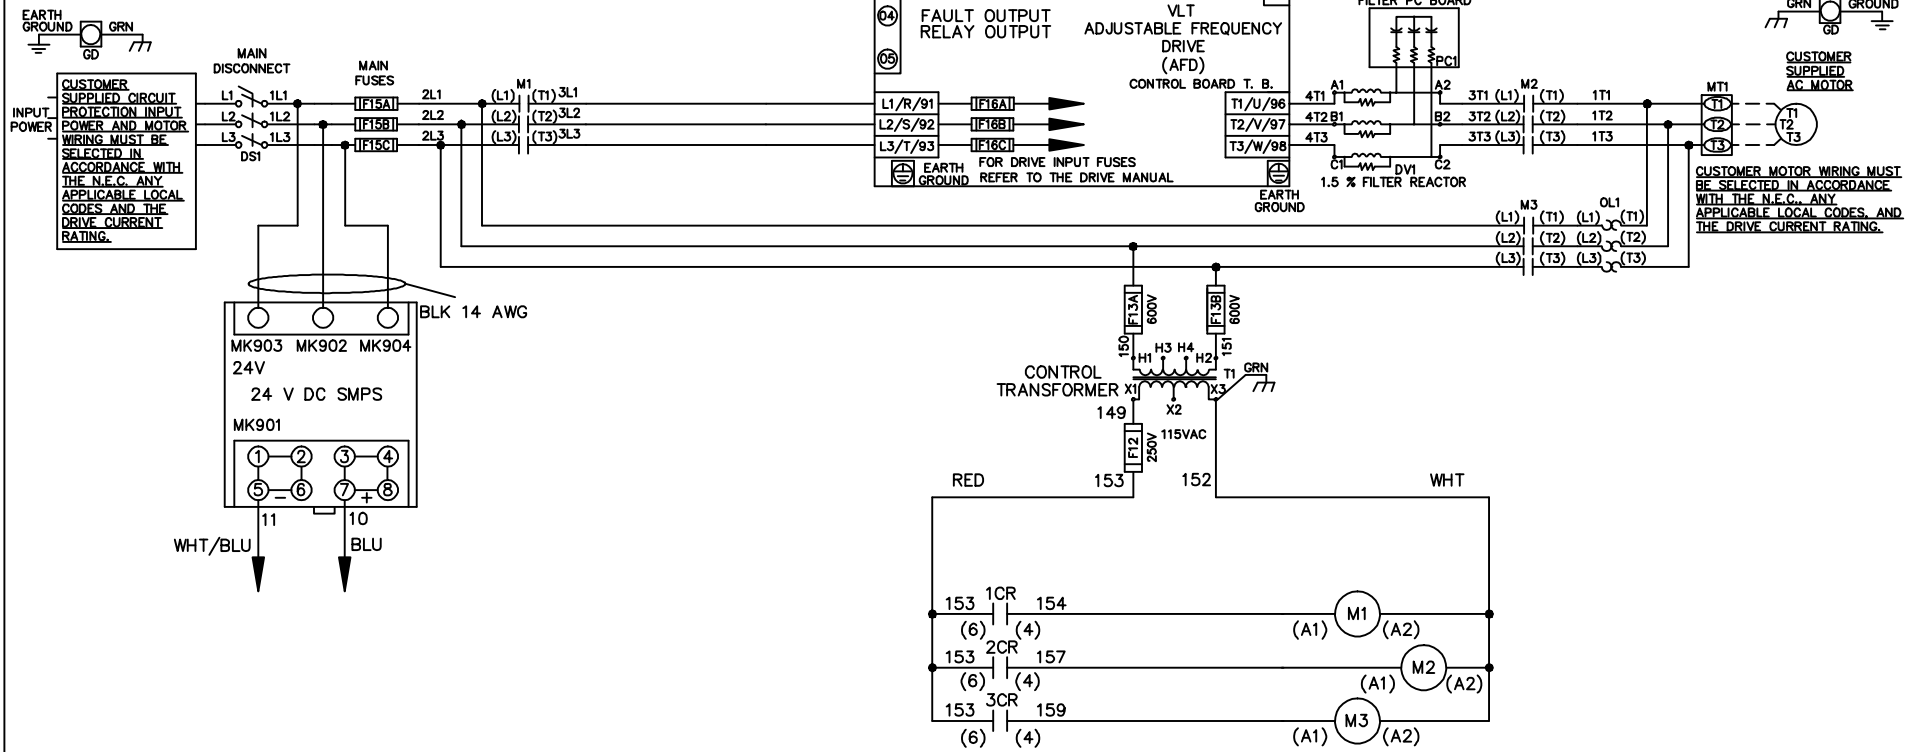 EARTH
GROUND
GRN
GD
MAIN
DISCONNECT
MAIN
FUSES
CUSTOMER
SUPPLIED CIRCUIT
PROTECTION INPUT
POWER AND MOTOR
WIRING MUST BE
SELECTED IN
ACCORDANCE WITH
THE N.E.C. ANY
APPLICABLE LOCAL
CODES AND THE
DRIVE CURRENT
RATING.
INPUT
POWER
L1 1L1 F15A 2L1 (L1) M1 (T1) 3L1
L2 1L2 F15B 2L2 (L2) (T2) 3L2
L3 1L3 F15C 2L3 (L3) (T3) 3L3
DS1
04
FAULT OUTPUT
RELAY OUTPUT
05
VLT
ADJUSTABLE FREQUENCY
DRIVE
(AFD)
CONTROL BOARD T. B.
L1/R/91 F16A T1/U/96
L2/S/92 F16B T2/V/97
L3/T/93 F16C T3/W/98
EARTH
GROUND
FOR DRIVE INPUT FUSES
REFER TO THE DRIVE MANUAL
EARTH
GROUND
FILTER PC BOARD
PC1
4T1 A1 A2
4T2 B1 B2
4T3 C1 C2
DV1
1.5 % FILTER REACTOR
M2
3T1 (L1) (T1) 1T1
3T2 (L2) (T2) 1T2
3T3 (L3) (T3) 1T3
MT1
T1
T2
T3
T1
T2
T3
GRN
GROUND
GD
CUSTOMER
SUPPLIED
AC MOTOR
CUSTOMER MOTOR WIRING MUST
BE SELECTED IN ACCORDANCE
WITH THE N.E.C., ANY
APPLICABLE LOCAL CODES, AND
THE DRIVE CURRENT RATING.
M3 OL1
(L1) (T1) (L1) (T1)
(L2) (T2) (L2) (T2)
(L3) (T3) (L3) (T3)
BLK 14 AWG
MK903 MK902 MK904
24V
24 V DC SMPS
MK901
1 2 3 4
5 - 6 7 + 8
11 10
WHT/BLU BLU
F13A 600V
F13B 600V
150 151
H1 H3 H4 H2
CONTROL
TRANSFORMER
T1
GRN
X1 X2 X3
149
115VAC
F12 250V
RED 153 152 WHT
153 1CR 154 M1
(6) (4) (A1) (A2)
153 2CR 157 M2
(6) (4) (A1) (A2)
153 3CR 159 M3
(6) (4) (A1) (A2)